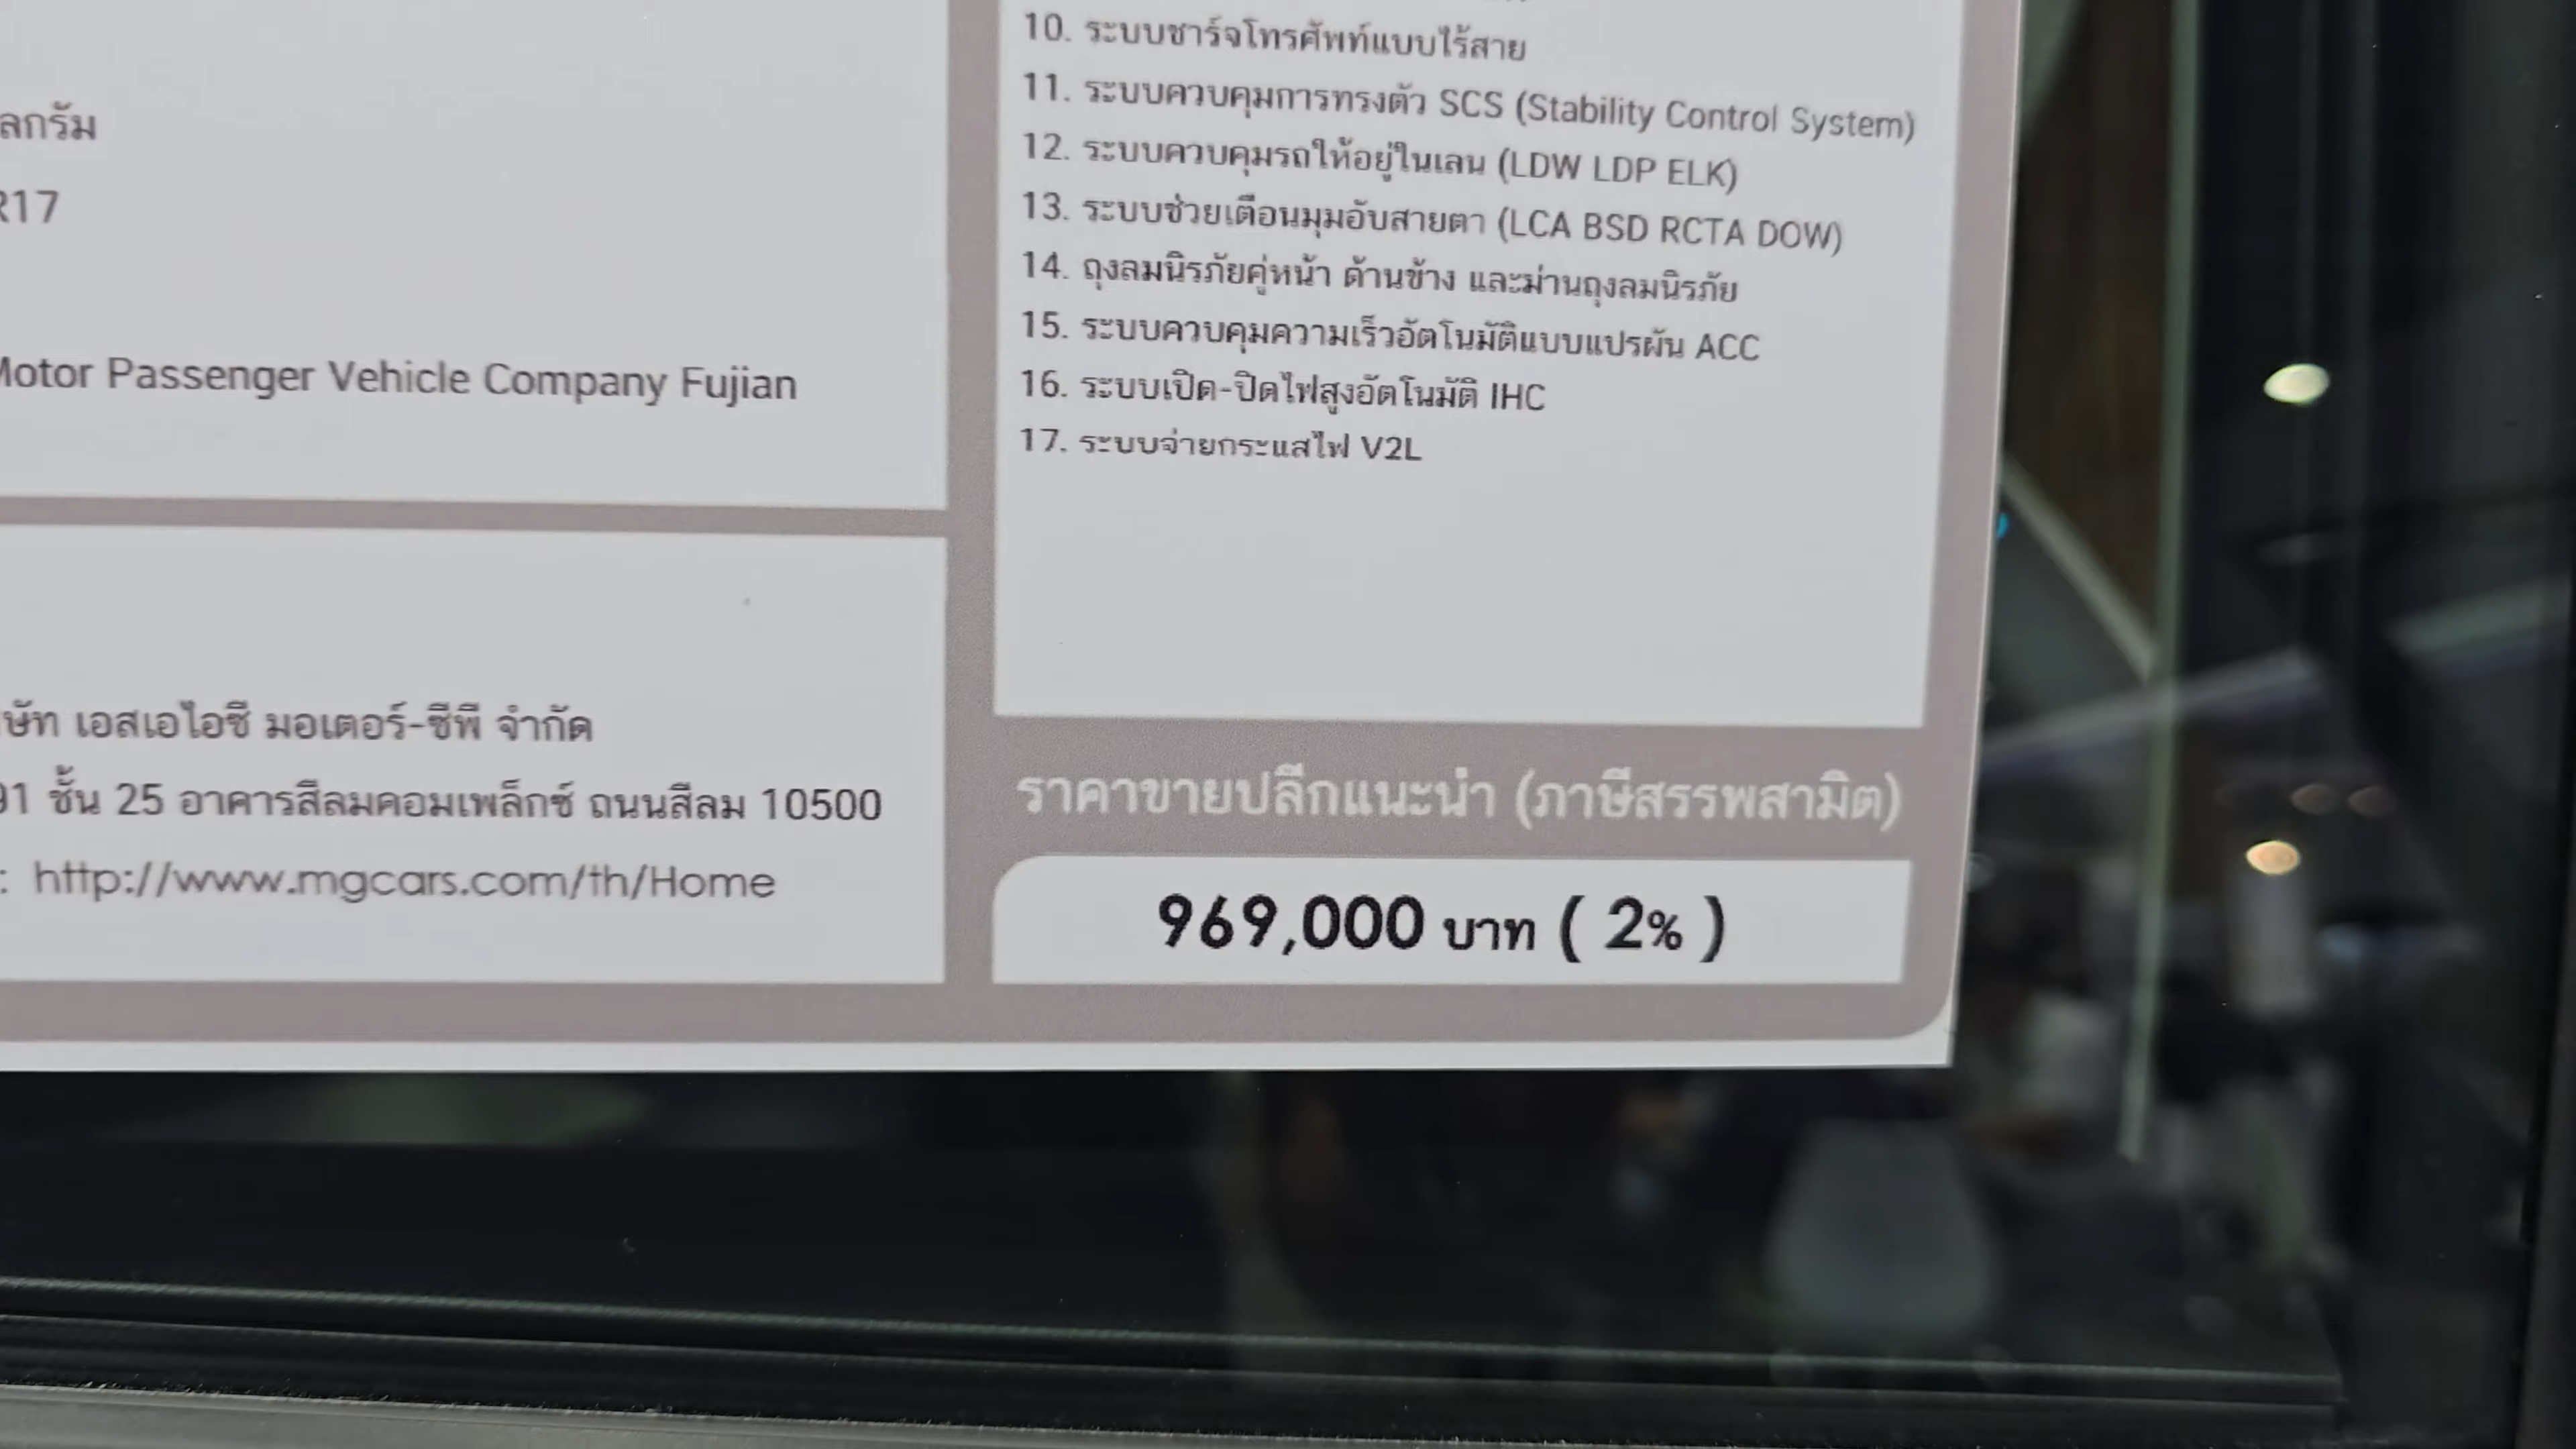 R17
Motor Passenger Vehicle Company Fujian
เอสเอไอซี มอเตอร์-ซีพี จำกัด
ชั้น 25 อาคารสีลมคอมเพล็กซ์ ถนนสีลม 10500
: http://www.mgcars.com/th/Home
10. ระบบชาร์จโทรศัพท์แบบไร้สาย
11. ระบบควบคุมการทรงตัว SCS (Stability Control System)
12. ระบบควบคุมรถให้อยู่ในเลน (LDW LDP ELK)
13. ระบบช่วยเตือนมุมอับสายตา (LCA BSD RCTA DOW)
14. ถุงลมนิรภัยคู่หน้า ด้านข้าง และม่านถุงลมนิรภัย
15. ระบบควบคุมความเร็วอัตโนมัติแบบแปรผัน ACC
16. ระบบเปิด-ปิดไฟสูงอัตโนมัติ IHC
17. ระบบจ่ายกระแสไฟ V2L
ราคาขายปลีกแนะนำ (ภาษีสรรพสามิต)
969,000 บาท ( 2% )